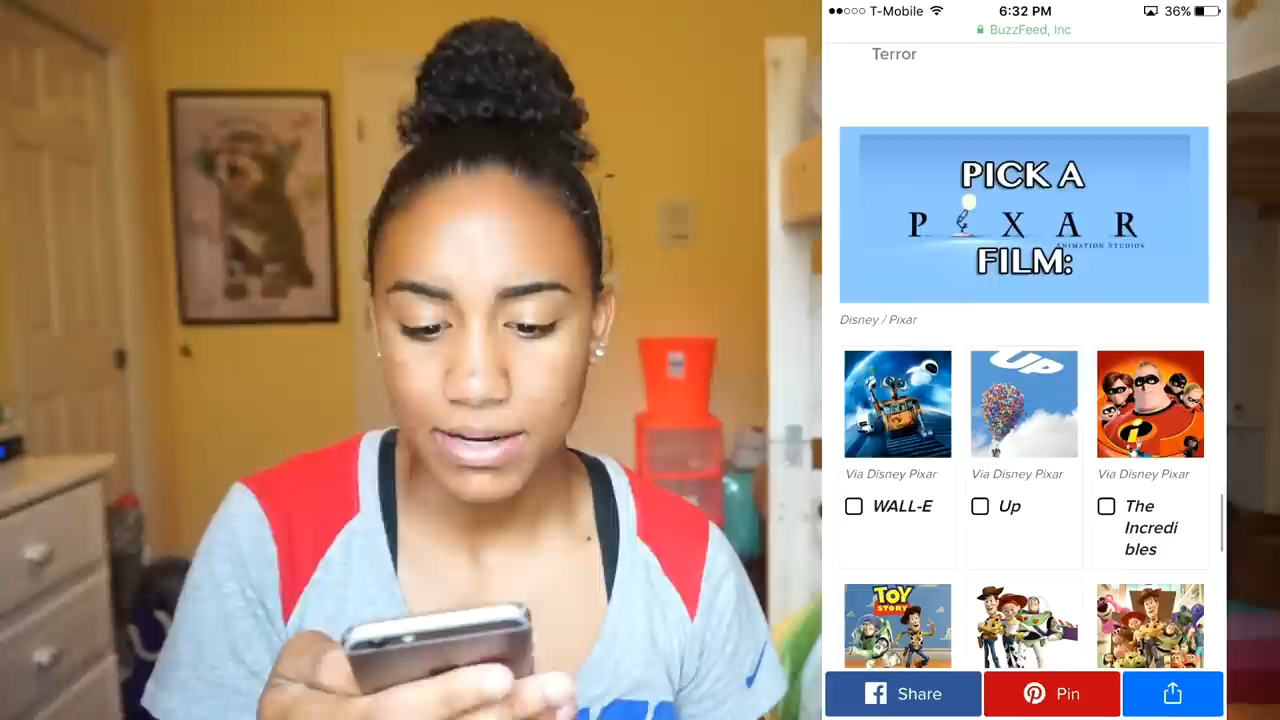 T-Mobile
6:32 PM
36%
BuzzFeed, Inc
Terror
PICK A
PIXAR
ANIMATION STUDIOS
FILM:
Disney / Pixar
UP
Via Disney Pixar
Via Disney Pixar
Via Disney Pixar
WALL-E
Up
The
Incredi
bles
TOY
STORY
Share
Pin